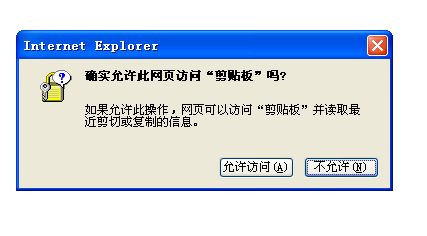 Internet Explorer
确实允许此网页访问“剪贴板”吗?
如果允许此操作，网页可以访问“剪贴板”并读取最
近剪切或复制的信息。
允许访问(A) 不允许(N)